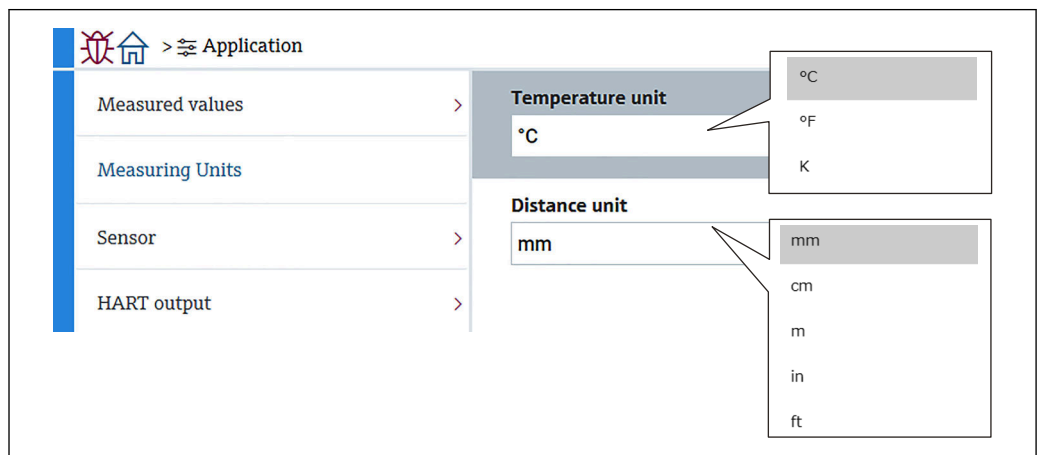 > Application
Measured values >
Measuring Units
Sensor >
HART output >
Temperature unit
°C
°C
°F
K
Distance unit
mm
mm
cm
m
in
ft